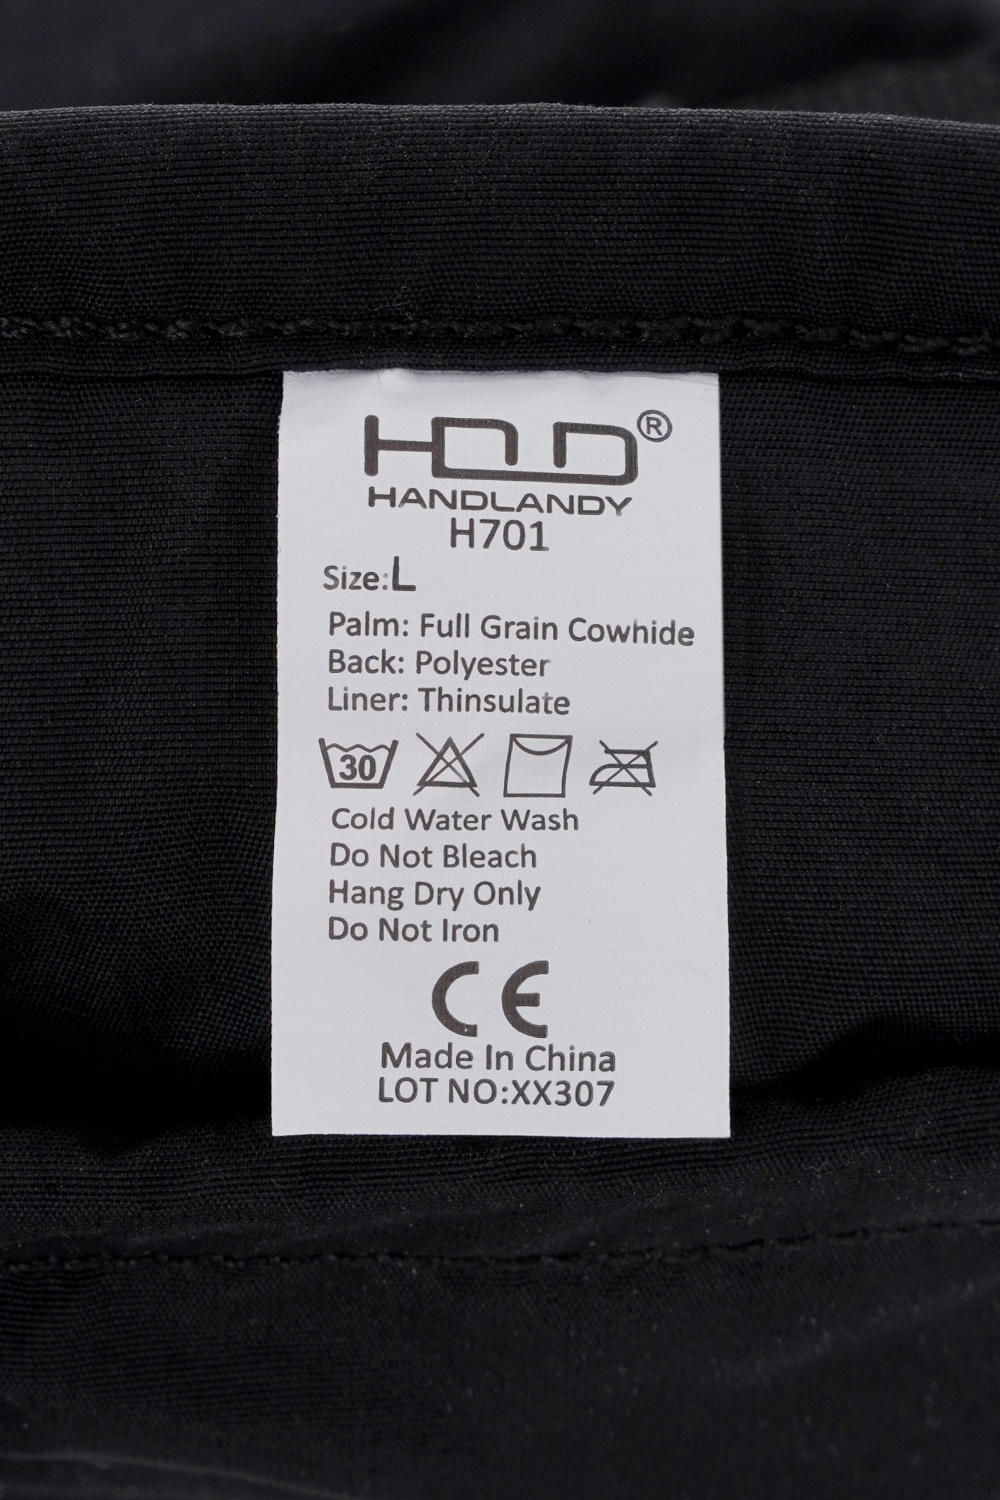 HD ®
HANDLANDY
H701
Size:L
Palm: Full Grain Cowhide
Back: Polyester
Liner: Thinsulate
30
Cold Water Wash
Do Not Bleach
Hang Dry Only
Do Not Iron
CE
Made In China
LOT NO:XX307